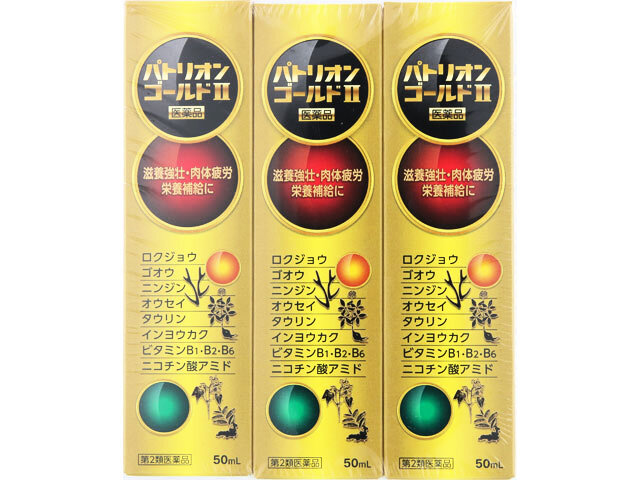 パトリオン
ゴールドII
医薬品
滋養強壮・肉体疲労
栄養補給に
ロクジョウ
ゴオウ
ニンジン
オウセイ
タウリン
インヨウカク
ビタミンB1・B2・B6
ニコチン酸アミド
第2類医薬品
50mL
パトリオン
ゴールドII
医薬品
滋養強壮・肉体疲労
栄養補給に
ロクジョウ
ゴオウ
ニンジン
オウセイ
タウリン
インヨウカク
ビタミンB1・B2・B6
ニコチン酸アミド
第2類医薬品
50mL
パトリオン
ゴールドII
医薬品
滋養強壮・肉体疲労
栄養補給に
ロクジョウ
ゴオウ
ニンジン
オウセイ
タウリン
インヨウカク
ビタミンB1・B2・B6
ニコチン酸アミド
第2類医薬品
50mL